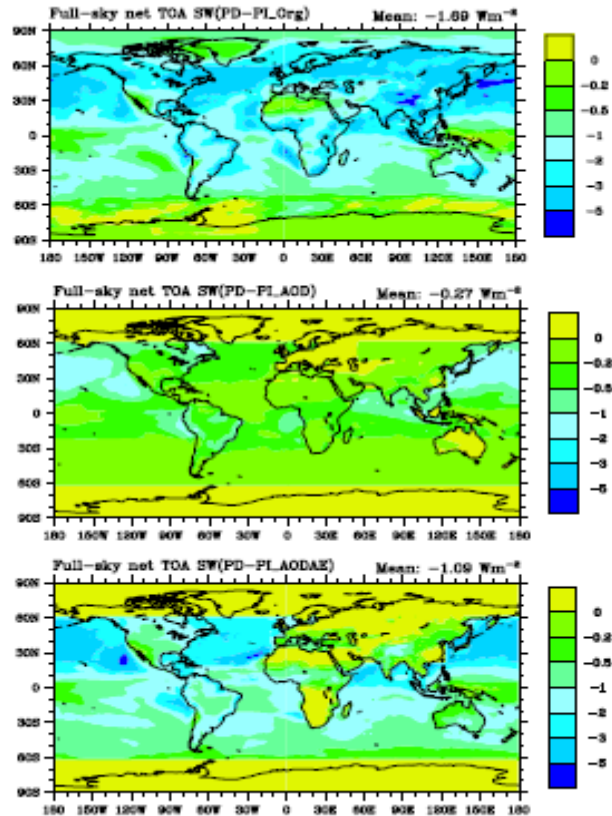 Full-sky net TOA SW(PD-PI_Org) Mean: -1.69 Wm⁻²
90N
60N
30N
0
30S
60S
90S
180 150W 120W 90W 60W 30W 0 30E 60E 90E 120E 150E 180
0
-0.2
-0.5
-1
-2
-3
-5
Full-sky net TOA SW(PD-PI_AOD) Mean: -0.27 Wm⁻²
90N
60N
30N
0
30S
60S
90S
180 150W 120W 90W 60W 30W 0 30E 60E 90E 120E 150E 180
0
-0.2
-0.5
-1
-2
-3
-5
Full-sky net TOA SW(PD-PI_AODAE) Mean: -1.09 Wm⁻²
90N
60N
30N
0
30S
60S
90S
180 150W 120W 90W 60W 30W 0 30E 60E 90E 120E 150E 180
0
-0.2
-0.5
-1
-2
-3
-5